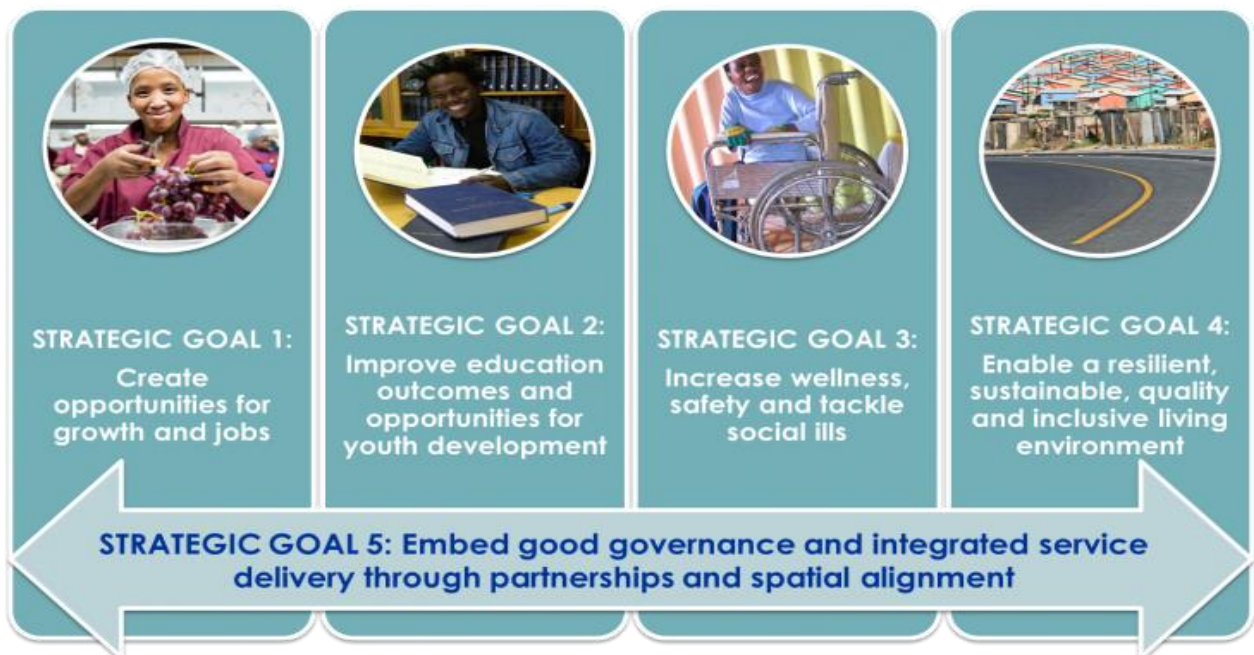 STRATEGIC GOAL 1:
Create
opportunities for
growth and jobs
STRATEGIC GOAL 2:
Improve education
outcomes and
opportunities for
youth development
STRATEGIC GOAL 3:
Increase wellness,
safety and tackle
social ills
STRATEGIC GOAL 4:
Enable a resilient,
sustainable, quality
and inclusive living
environment
STRATEGIC GOAL 5: Embed good governance and integrated service
delivery through partnerships and spatial alignment